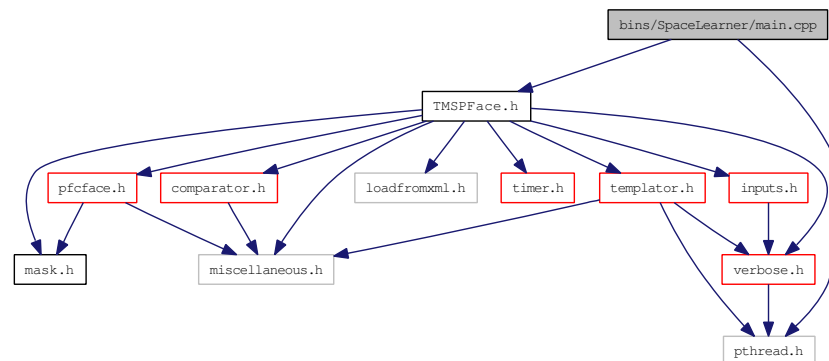 bins/SpaceLearner/main.cpp
TMSPFace.h
pfcface.h
comparator.h
loadfromxml.h
timer.h
templator.h
inputs.h
mask.h
miscellaneous.h
verbose.h
pthread.h